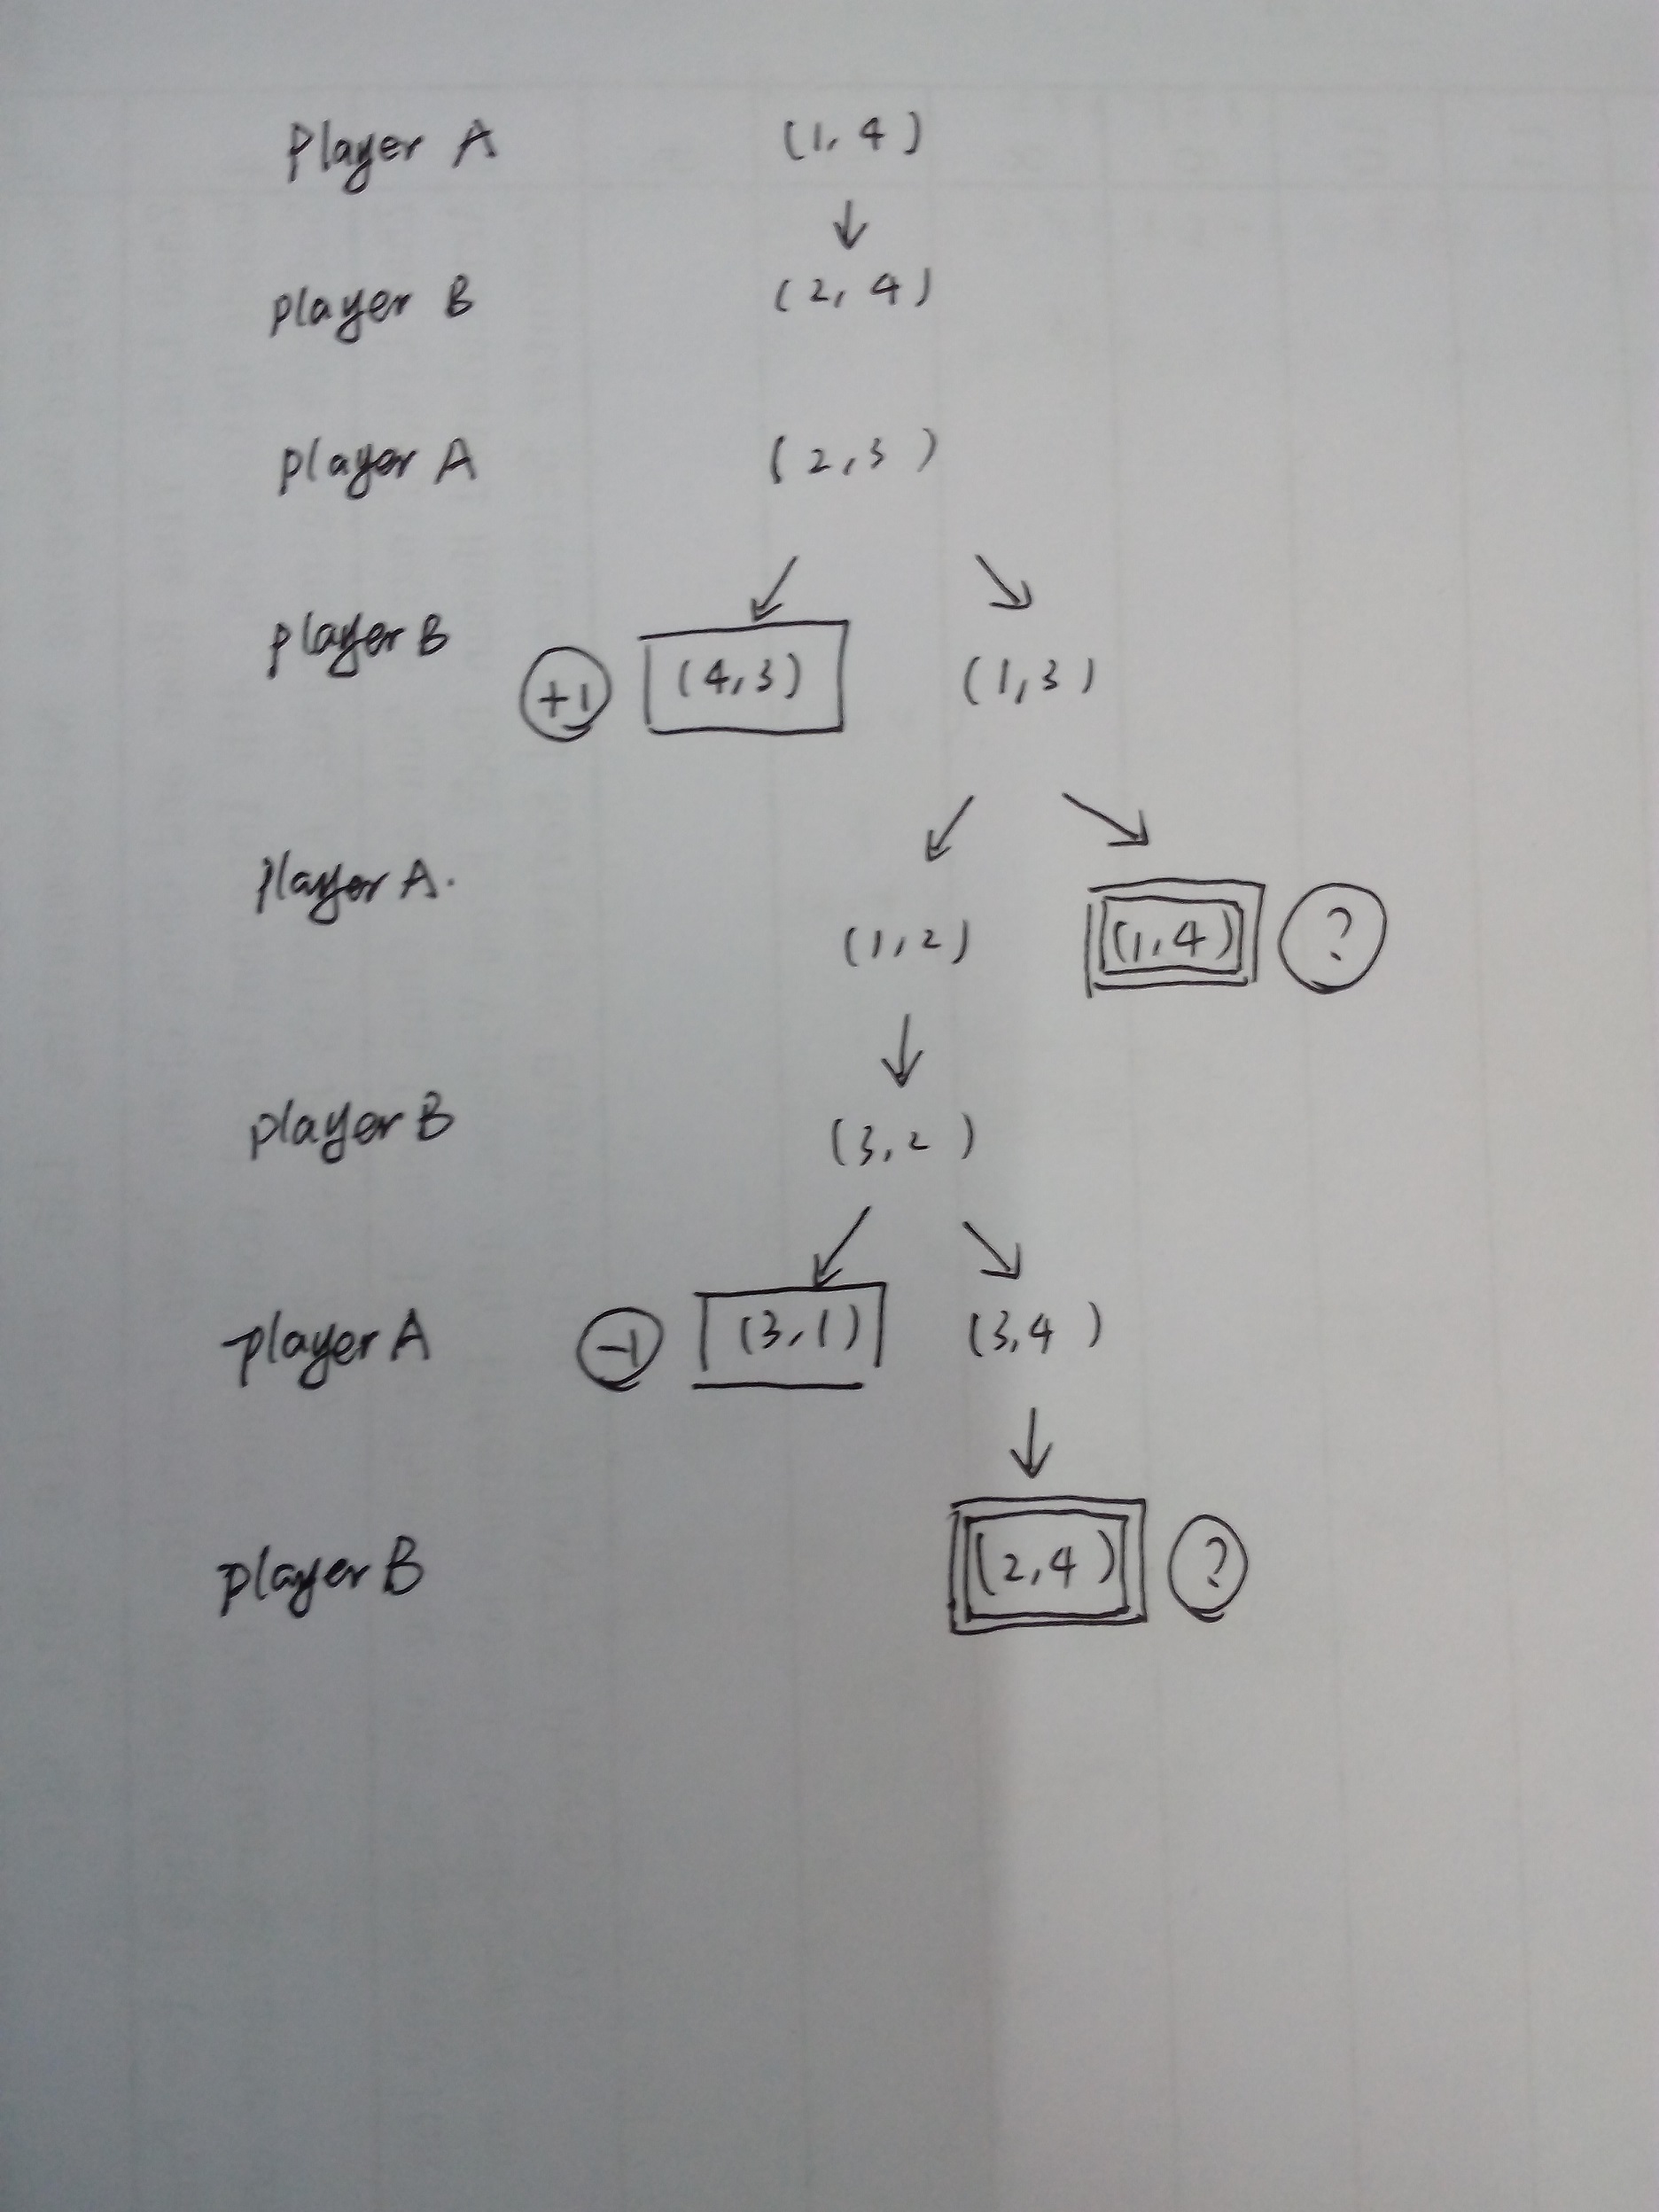 Player A (1, 4)
player B (2, 4)
player A (2, 3)
player B +1 (4, 3) (1, 3)
player A. (1, 2) (1, 4) ?
player B (3, 2)
player A -1 (3, 1) (3, 4)
player B (2, 4) ?